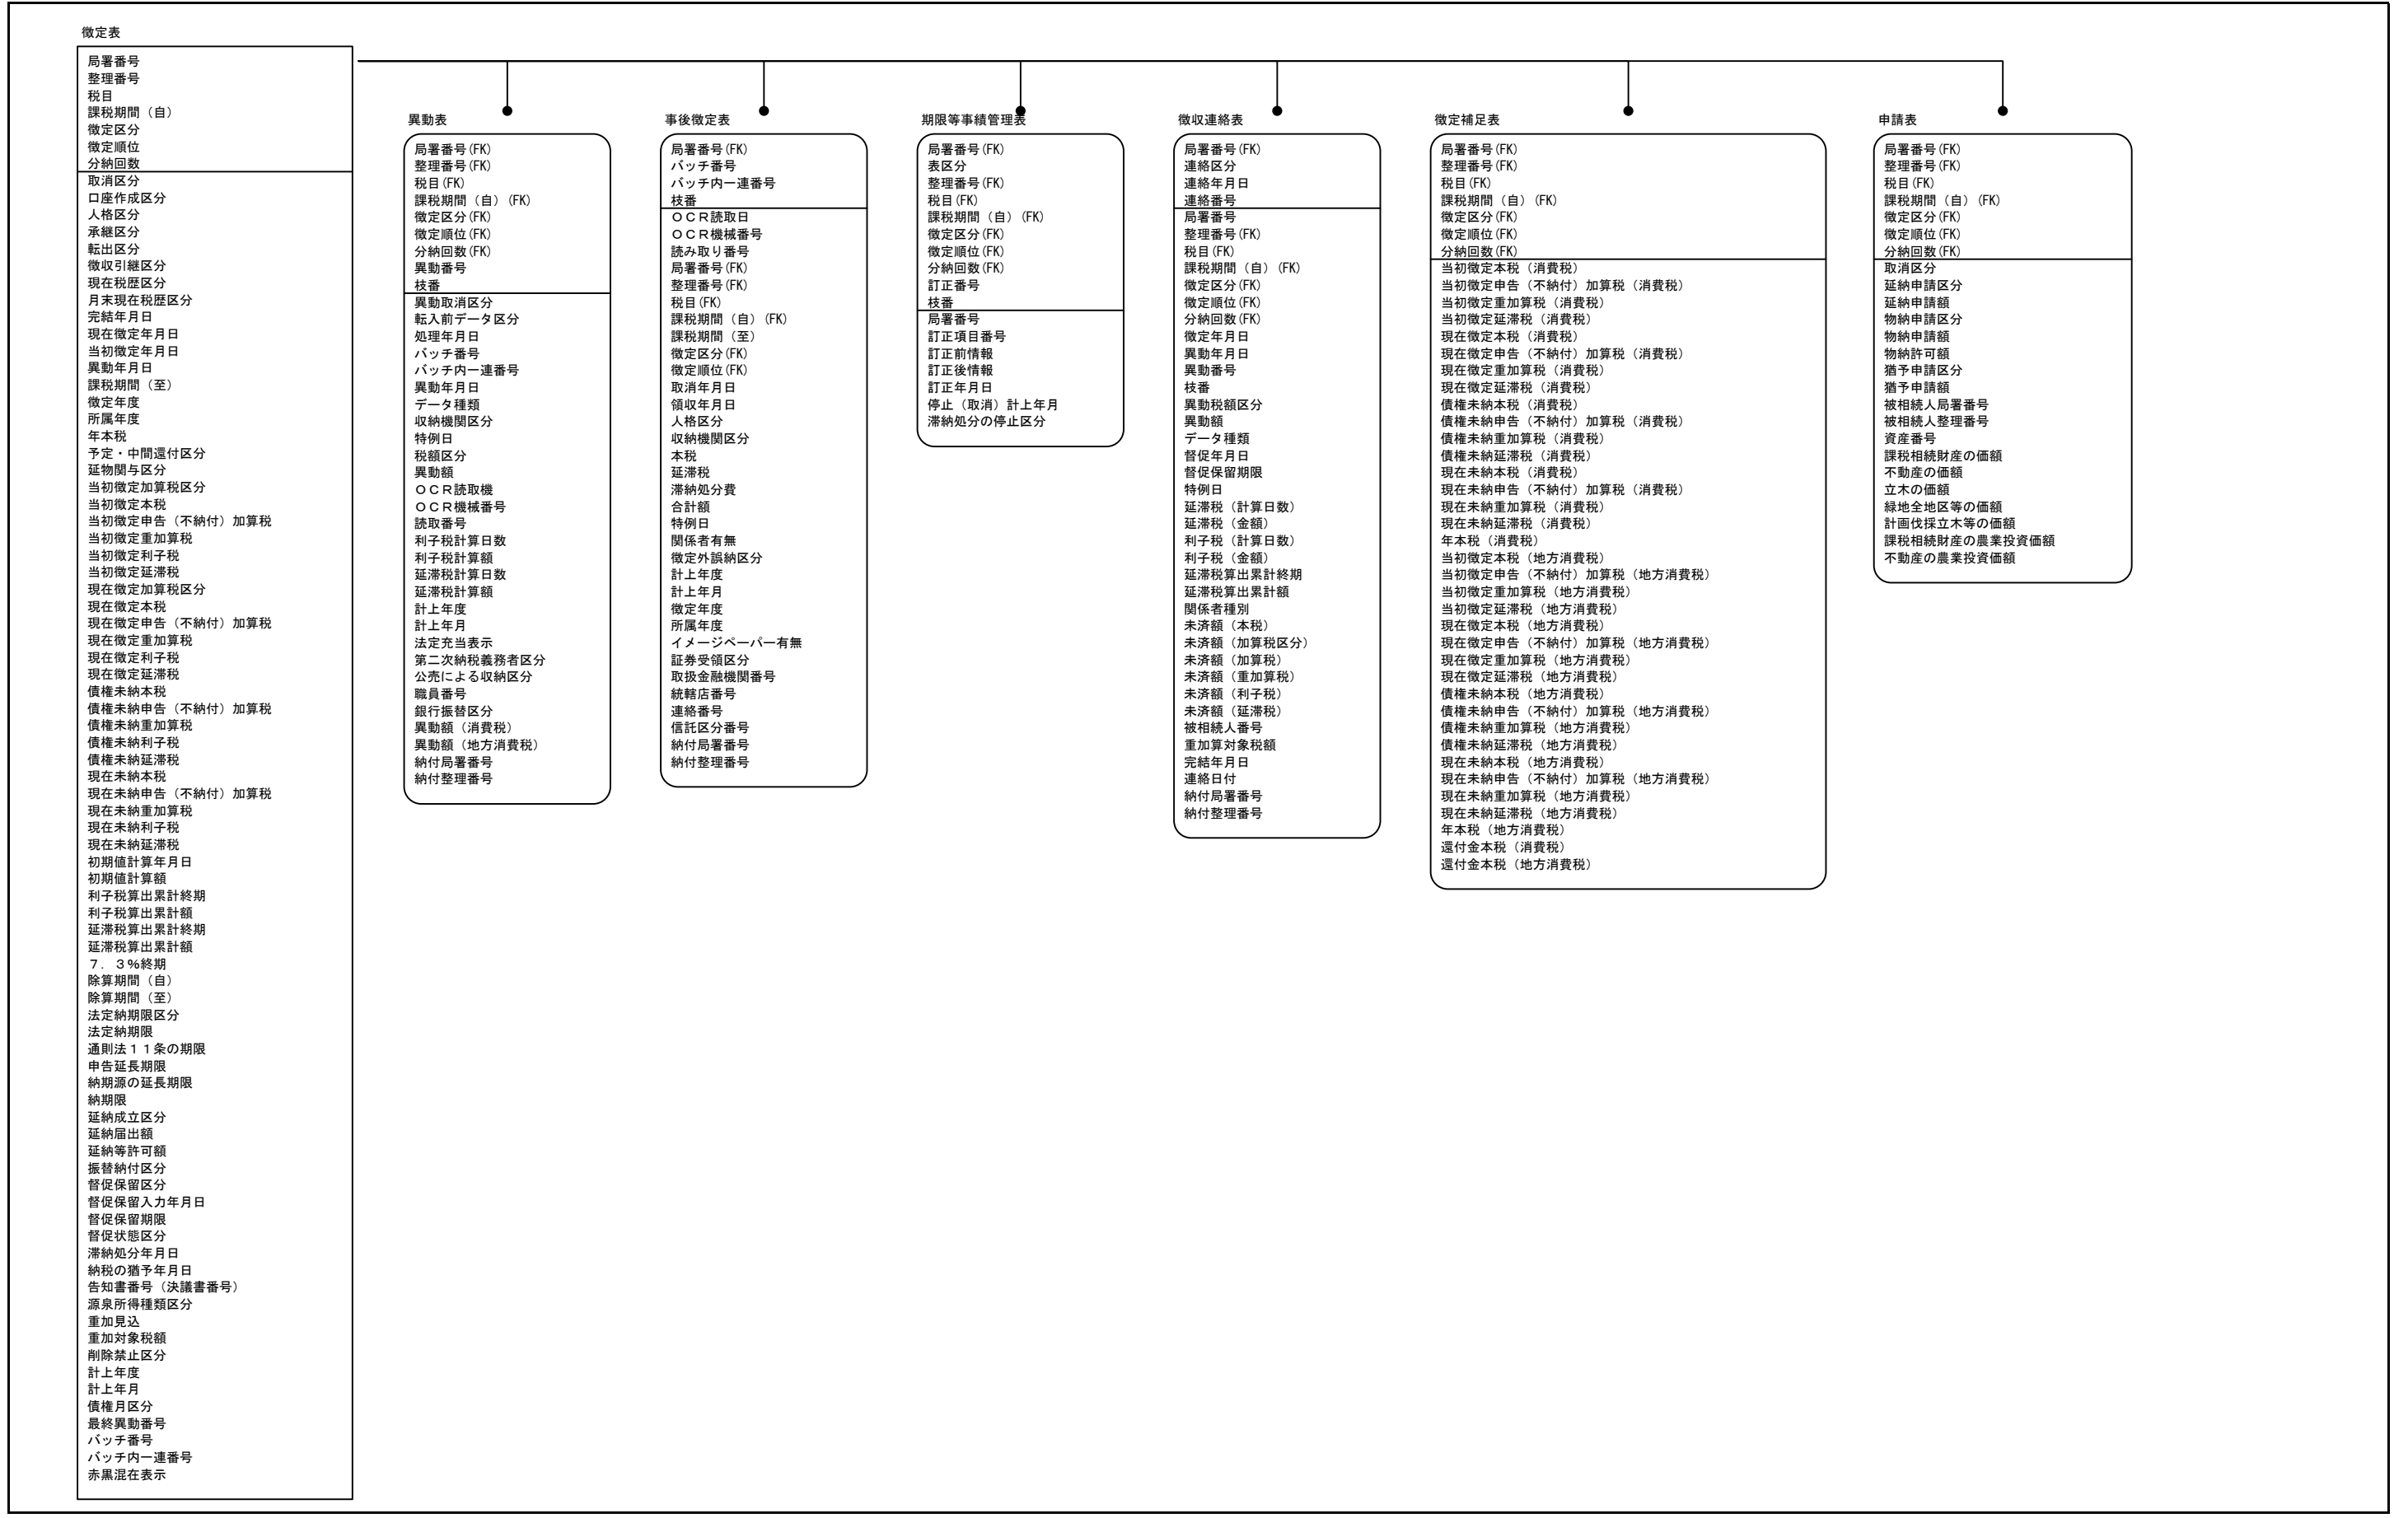 徴定表
局署番号
整理番号
税目
課税期間（自）
徴定区分
徴定順位
分納回数
取消区分
口座作成区分
人格区分
承継区分
転出区分
徴収引継区分
現在税歴区分
月末現在税歴区分
完結年月日
現在徴定年月日
当初徴定年月日
異動年月日
課税期間（至）
徴定年度
所属年度
年本税
予定・中間還付区分
延物関与区分
当初徴定加算税区分
当初徴定本税
当初徴定申告（不納付）加算税
当初徴定重加算税
当初徴定利子税
当初徴定延滞税
現在徴定加算税区分
現在徴定本税
現在徴定申告（不納付）加算税
現在徴定重加算税
現在徴定利子税
現在徴定延滞税
債権未納本税
債権未納申告（不納付）加算税
債権未納重加算税
債権未納利子税
債権未納延滞税
現在未納本税
現在未納申告（不納付）加算税
現在未納重加算税
現在未納利子税
現在未納延滞税
初期値計算年月日
初期値計算額
利子税算出累計終期
利子税算出累計額
延滞税算出累計終期
延滞税算出累計額
７．３％終期
除算期間（自）
除算期間（至）
法定納期限区分
法定納期限
通則法１１条の期限
申告延長期限
納期源の延長期限
納期限
延納成立区分
延納届出額
延納等許可額
振替納付区分
督促保留区分
督促保留入力年月日
督促保留期限
督促状態区分
滞納処分年月日
納税の猶予年月日
告知書番号（決議書番号）
源泉所得種類区分
重加見込
重加対象税額
削除禁止区分
計上年度
計上年月
債権月区分
最終異動番号
バッチ番号
バッチ内一連番号
赤黒混在表示
異動表
局署番号(FK)
整理番号(FK)
税目(FK)
課税期間（自）(FK)
徴定区分(FK)
徴定順位(FK)
分納回数(FK)
異動番号
枝番
異動取消区分
転入前データ区分
処理年月日
バッチ番号
バッチ内一連番号
異動年月日
データ種類
収納機関区分
特例日
税額区分
異動額
ＯＣＲ読取機
ＯＣＲ機械番号
読取番号
利子税計算日数
利子税計算額
延滞税計算日数
延滞税計算額
計上年度
計上年月
法定充当表示
第二次納税義務者区分
公売による収納区分
職員番号
銀行振替区分
異動額（消費税）
異動額（地方消費税）
納付局署番号
納付整理番号
事後徴定表
局署番号(FK)
バッチ番号
バッチ内一連番号
枝番
ＯＣＲ読取日
ＯＣＲ機械番号
読み取り番号
局署番号(FK)
整理番号(FK)
税目(FK)
課税期間（自）(FK)
課税期間（至）
徴定区分(FK)
徴定順位(FK)
取消年月日
領収年月日
人格区分
収納機関区分
本税
延滞税
滞納処分費
合計額
特例日
関係者有無
徴定外誤納区分
計上年度
計上年月
徴定年度
所属年度
イメージペーパー有無
証券受領区分
取扱金融機関番号
統轄店番号
連絡番号
信託区分番号
納付局署番号
納付整理番号
期限等事績管理表
局署番号(FK)
表区分
整理番号(FK)
税目(FK)
課税期間（自）(FK)
徴定区分(FK)
徴定順位(FK)
分納回数(FK)
訂正番号
枝番
局署番号
訂正項目番号
訂正前情報
訂正後情報
訂正年月日
停止（取消）計上年月
滞納処分の停止区分
徴収連絡表
局署番号(FK)
連絡区分
連絡年月日
連絡番号
局署番号
整理番号(FK)
税目(FK)
課税期間（自）(FK)
徴定区分(FK)
徴定順位(FK)
分納回数(FK)
徴定年月日
異動年月日
異動番号
枝番
異動税額区分
異動額
データ種類
督促年月日
督促保留期限
特例日
延滞税（計算日数）
延滞税（金額）
利子税（計算日数）
利子税（金額）
延滞税算出累計終期
延滞税算出累計額
関係者種別
未済額（本税）
未済額（加算税区分）
未済額（加算税）
未済額（重加算税）
未済額（利子税）
未済額（延滞税）
被相続人番号
重加算対象税額
完結年月日
連絡日付
納付局署番号
納付整理番号
徴定補足表
局署番号(FK)
整理番号(FK)
税目(FK)
課税期間（自）(FK)
徴定区分(FK)
徴定順位(FK)
分納回数(FK)
当初徴定本税（消費税）
当初徴定申告（不納付）加算税（消費税）
当初徴定重加算税（消費税）
当初徴定延滞税（消費税）
現在徴定本税（消費税）
現在徴定申告（不納付）加算税（消費税）
現在徴定重加算税（消費税）
現在徴定延滞税（消費税）
債権未納本税（消費税）
債権未納申告（不納付）加算税（消費税）
債権未納重加算税（消費税）
債権未納延滞税（消費税）
現在未納本税（消費税）
現在未納申告（不納付）加算税（消費税）
現在未納重加算税（消費税）
現在未納延滞税（消費税）
年本税（消費税）
当初徴定本税（地方消費税）
当初徴定申告（不納付）加算税（地方消費税）
当初徴定重加算税（地方消費税）
当初徴定延滞税（地方消費税）
現在徴定本税（地方消費税）
現在徴定申告（不納付）加算税（地方消費税）
現在徴定重加算税（地方消費税）
現在徴定延滞税（地方消費税）
債権未納本税（地方消費税）
債権未納申告（不納付）加算税（地方消費税）
債権未納重加算税（地方消費税）
債権未納延滞税（地方消費税）
現在未納本税（地方消費税）
現在未納申告（不納付）加算税（地方消費税）
現在未納重加算税（地方消費税）
現在未納延滞税（地方消費税）
年本税（地方消費税）
還付金本税（消費税）
還付金本税（地方消費税）
申請表
局署番号(FK)
整理番号(FK)
税目(FK)
課税期間（自）(FK)
徴定区分(FK)
徴定順位(FK)
分納回数(FK)
取消区分
延納申請区分
延納申請額
物納申請区分
物納申請額
物納許可額
猶予申請区分
猶予申請額
被相続人局署番号
被相続人整理番号
資産番号
課税相続財産の価額
不動産の価額
立木の価額
緑地全地区等の価額
計画伐採立木等の価額
課税相続財産の農業投資価額
不動産の農業投資価額